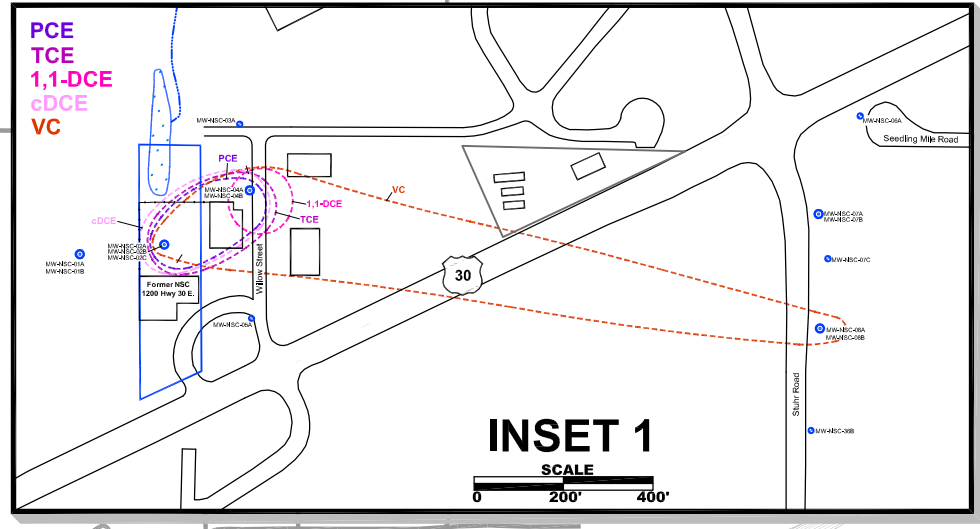 PCE
TCE
1,1-DCE
cDCE
VC
MW-NSC-03A
MW-NSC-06A
Seedling Mile Road
PCE
MW-NSC-04A
MW-NSC-04B
VC
1,1-DCE
TCE
cDCE
MW-NSC-07A
MW-NSC-07B
MW-NSC-02A
MW-NSC-02B
MW-NSC-02C
MW-NSC-01A
MW-NSC-01B
MW-NSC-07C
Willow Street
30
Former NSC
1200 Hwy 30 E.
MW-NSC-05A
MW-NSC-08A
MW-NSC-08B
Stuhr Road
MW-NSC-36B
INSET 1
SCALE
0 200' 400'